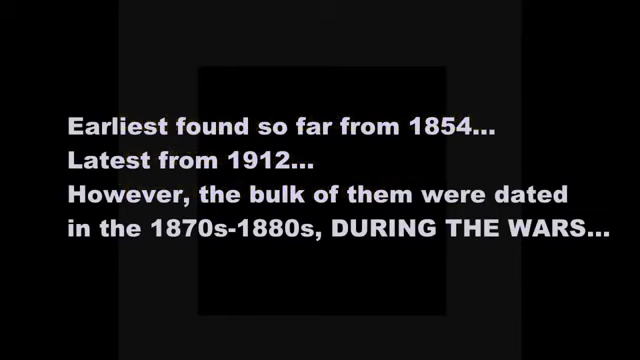 Earliest found so far from 1854...
Latest from 1912...
However, the bulk of them were dated
in the 1870s-1880s, DURING THE WARS...